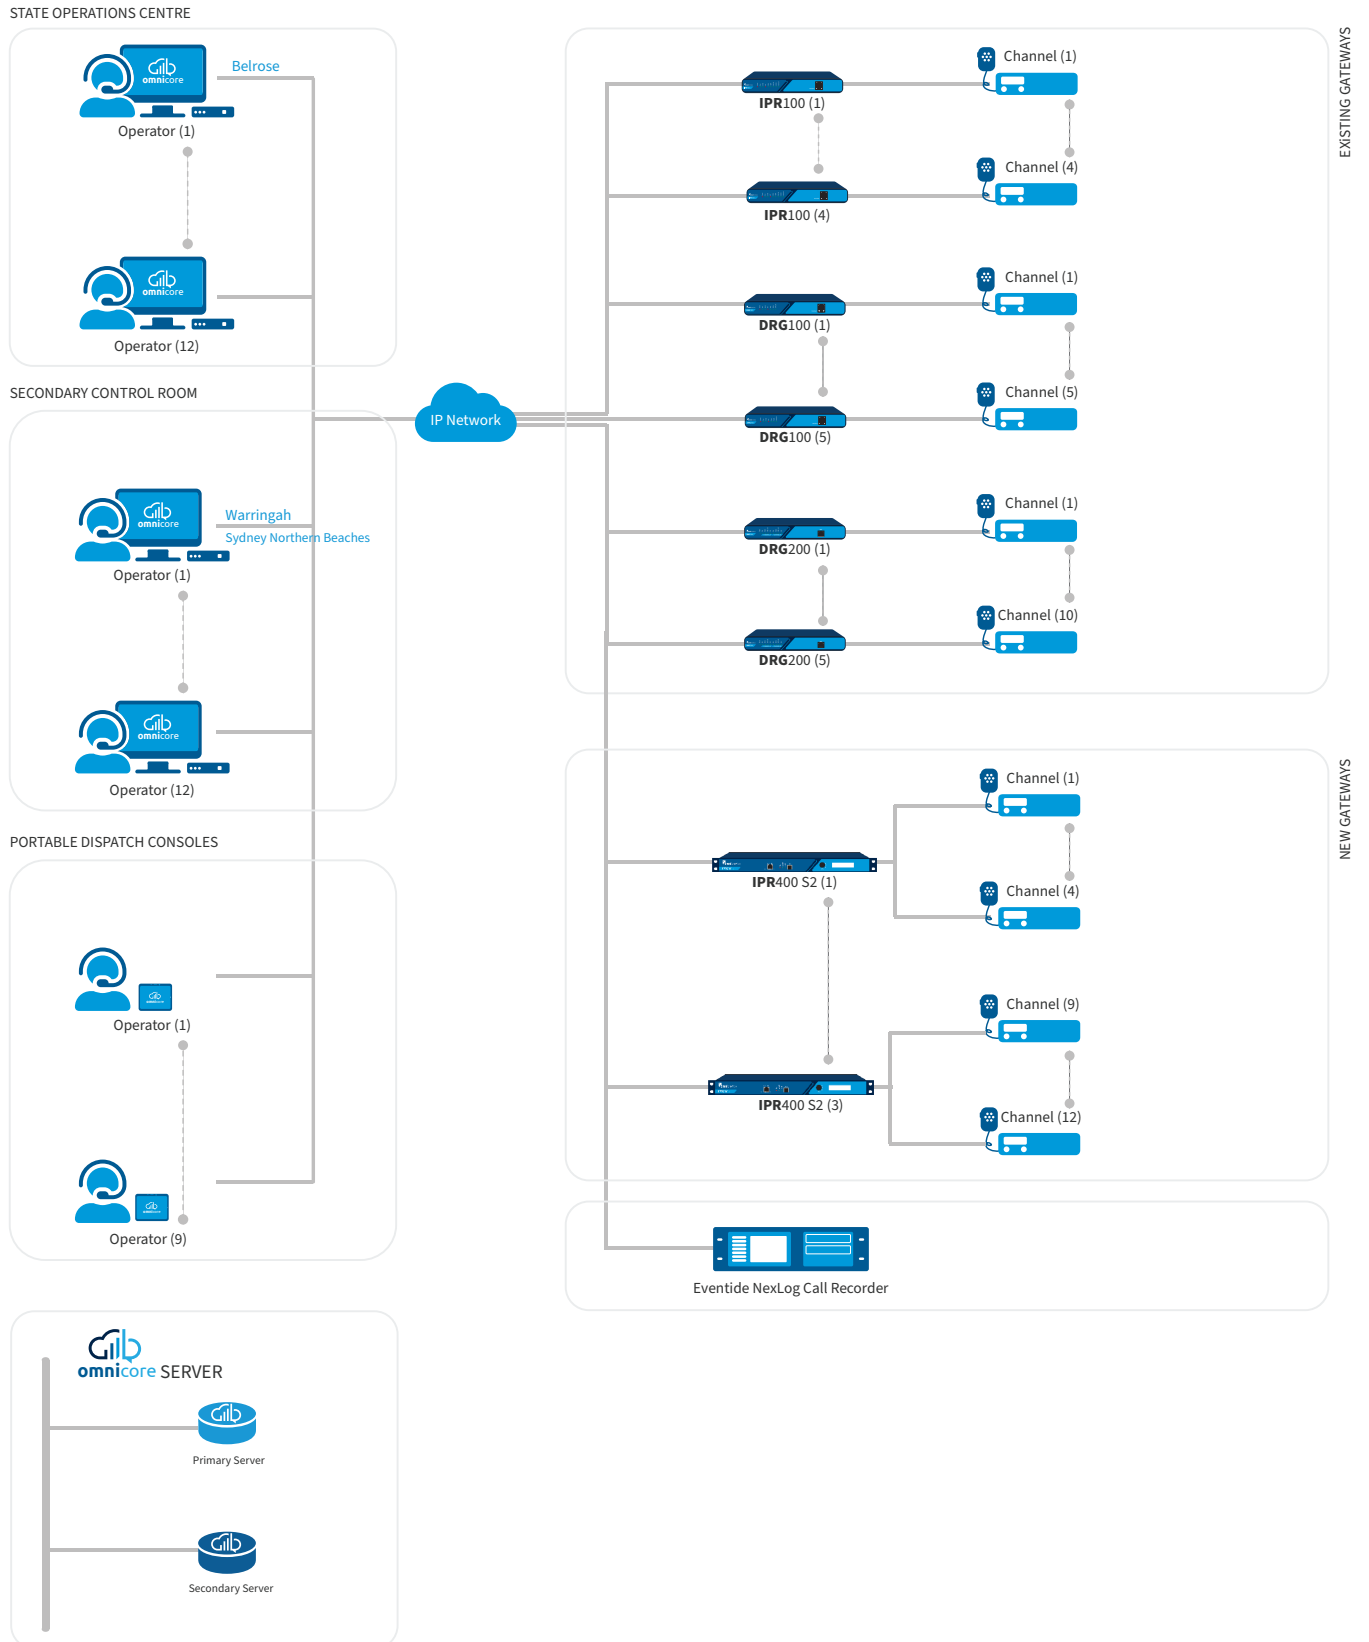 STATE OPERATIONS CENTRE
omnicore
Belrose
Operator (1)
omnicore
Operator (12)
SECONDARY CONTROL ROOM
omnicore
Warringah
Sydney Northern Beaches
Operator (1)
omnicore
Operator (12)
PORTABLE DISPATCH CONSOLES
omnicore
Operator (1)
omnicore
Operator (9)
omnicore SERVER
Primary Server
Secondary Server
IP Network
EXiSTING GATEWAYS
IPR100 (1)
Channel (1)
IPR100 (4)
Channel (4)
DRG100 (1)
Channel (1)
DRG100 (5)
Channel (5)
DRG200 (1)
Channel (1)
DRG200 (5)
Channel (10)
NEW GATEWAYS
IPR400 S2 (1)
Channel (1)
Channel (4)
IPR400 S2 (3)
Channel (9)
Channel (12)
Eventide NexLog Call Recorder